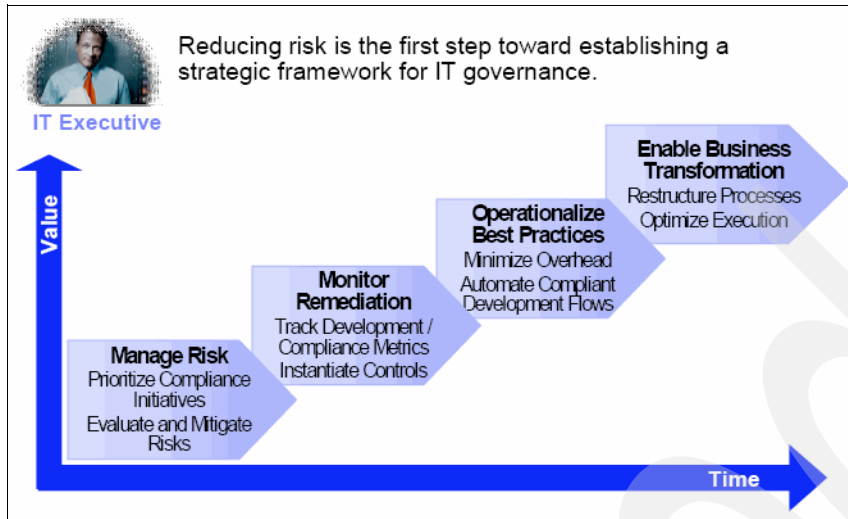 Reducing risk is the first step toward establishing a
strategic framework for IT governance.
IT Executive
Value
Enable Business
Transformation
Restructure Processes
Optimize Execution
Operationalize
Best Practices
Minimize Overhead
Automate Compliant
Development Flows
Monitor
Remediation
Track Development /
Compliance Metrics
Instantiate Controls
Manage Risk
Prioritize Compliance
Initiatives
Evaluate and Mitigate
Risks
Time